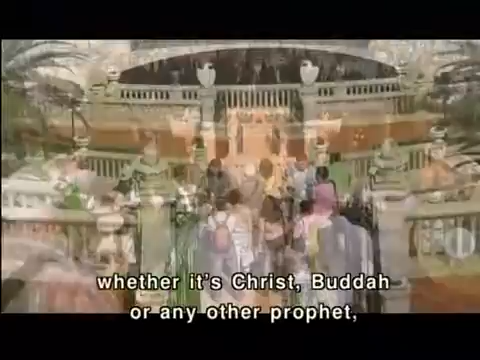 whether it's Christ, Buddah
or any other prophet,